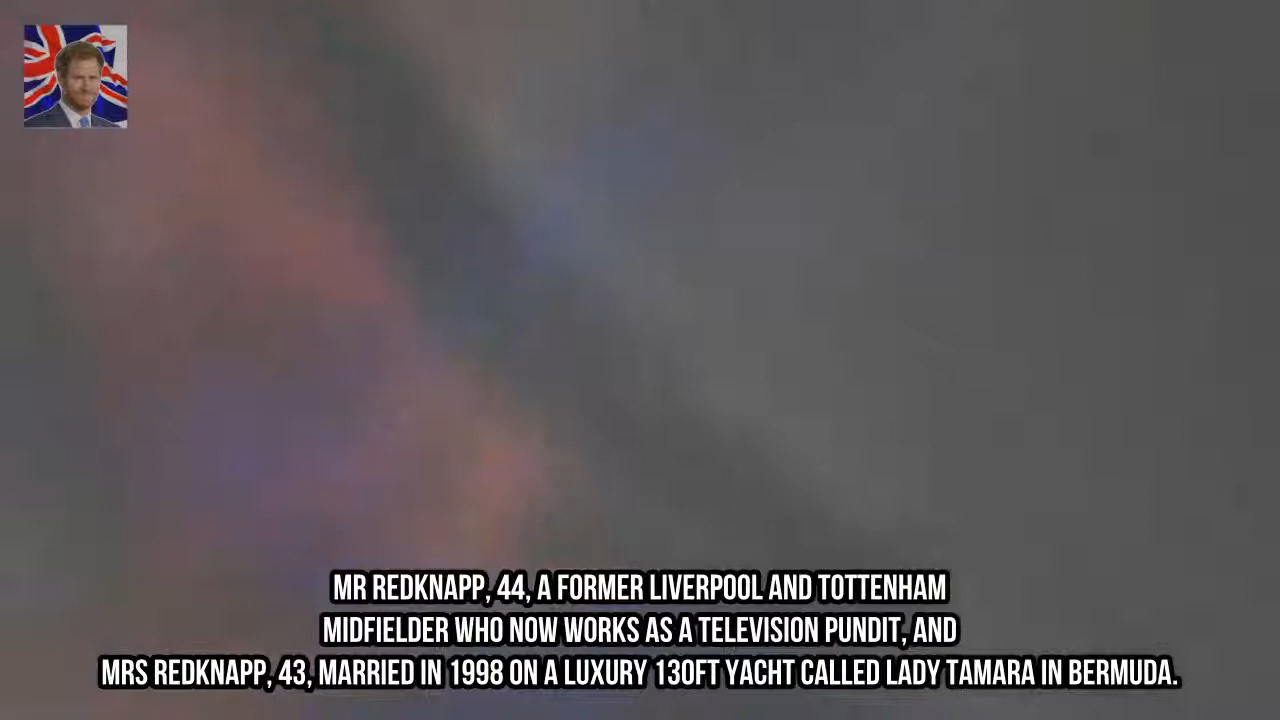 MR REDKNAPP, 44, A FORMER LIVERPOOL AND TOTTENHAM
MIDFIELDER WHO NOW WORKS AS A TELEVISION PUNDIT, AND
MRS REDKNAPP, 43, MARRIED IN 1998 ON A LUXURY 130FT YACHT CALLED LADY TAMARA IN BERMUDA.